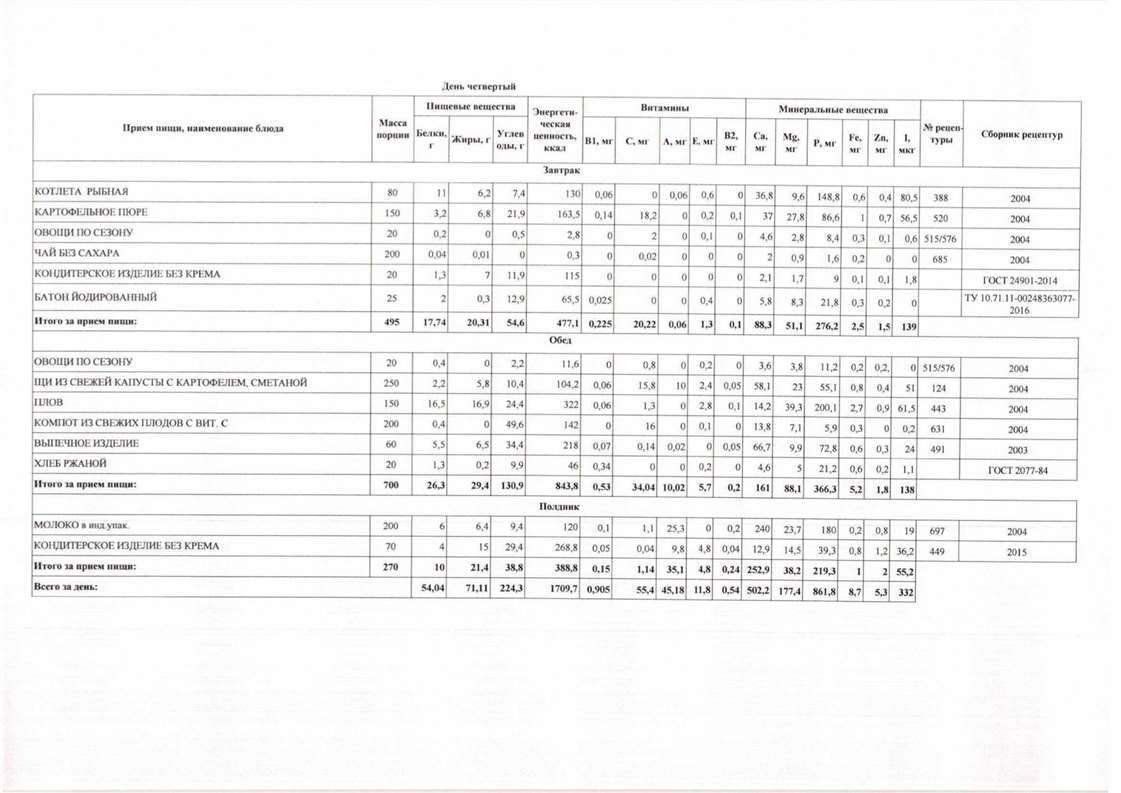 День четвертый
Прием пищи, наименование блюда | Масса порции | Пищевые вещества | Энергети-ческая ценность, ккал | Витамины | Минеральные вещества | № рецеп-туры | Сборник рецептур
Белки, г | Жиры, г | Углев оды, г | B1, мг | C, мг | A, мг | E, мг | B2, мг | Ca, мг | Mg, мг | P, мг | Fe, мг | Zn, мг | I, мкг
Завтрак
КОТЛЕТА РЫБНАЯ 80 11 6,2 7,4 130 0,06 0 0,06 0,6 0 36,8 9,6 148,8 0,6 0,4 80,5 388 2004
КАРТОФЕЛЬНОЕ ПЮРЕ 150 3,2 6,8 21,9 163,5 0,14 18,2 0 0,2 0,1 37 27,8 86,6 1 0,7 56,5 520 2004
ОВОЩИ ПО СЕЗОНУ 20 0,2 0 0,5 2,8 0 2 0 0,1 0 4,6 2,8 8,4 0,3 0,1 0,6 515/576 2004
ЧАЙ БЕЗ САХАРА 200 0,04 0,01 0 0,3 0 0,02 0 0 0 2 0,9 1,6 0,2 0 0 685 2004
КОНДИТЕРСКОЕ ИЗДЕЛИЕ БЕЗ КРЕМА 20 1,3 7 11,9 115 0 0 0 0 0 2,1 1,7 9 0,1 0,1 1,8 ГОСТ 24901-2014
БАТОН ЙОДИРОВАННЫЙ 25 2 0,3 12,9 65,5 0,025 0 0 0,4 0 5,8 8,3 21,8 0,3 0,2 0 ТУ 10.71.11-00248363077-2016
Итого за прием пищи: 495 17,74 20,31 54,6 477,1 0,225 20,22 0,06 1,3 0,1 88,3 51,1 276,2 2,5 1,5 139
Обед
ОВОЩИ ПО СЕЗОНУ 20 0,4 0 2,2 11,6 0 0,8 0 0,2 0 3,6 3,8 11,2 0,2 0,2, 0 515/576 2004
ЩИ ИЗ СВЕЖЕЙ КАПУСТЫ С КАРТОФЕЛЕМ, СМЕТАНОЙ 250 2,2 5,8 10,4 104,2 0,06 15,8 10 2,4 0,05 58,1 23 55,1 0,8 0,4 51 124 2004
ПЛОВ 150 16,5 16,9 24,4 322 0,06 1,3 0 2,8 0,1 14,2 39,3 200,1 2,7 0,9 61,5 443 2004
КОМПОТ ИЗ СВЕЖИХ ПЛОДОВ С ВИТ. С 200 0,4 0 49,6 142 0 16 0 0,1 0 13,8 7,1 5,9 0,3 0 0,2 631 2004
ВЫПЕЧНОЕ ИЗДЕЛИЕ 60 5,5 6,5 34,4 218 0,07 0,14 0,02 0 0,05 66,7 9,9 72,8 0,6 0,3 24 491 2003
ХЛЕБ РЖАНОЙ 20 1,3 0,2 9,9 46 0,34 0 0 0,2 0 4,6 5 21,2 0,6 0,2 1,1 ГОСТ 2077-84
Итого за прием пищи: 700 26,3 29,4 130,9 843,8 0,53 34,04 10,02 5,7 0,2 161 88,1 366,3 5,2 1,8 138
Полдник
МОЛОКО в инд.упак. 200 6 6,4 9,4 120 0,1 1,1 25,3 0 0,2 240 23,7 180 0,2 0,8 19 697 2004
КОНДИТЕРСКОЕ ИЗДЕЛИЕ БЕЗ КРЕМА 70 4 15 29,4 268,8 0,05 0,04 9,8 4,8 0,04 12,9 14,5 39,3 0,8 1,2 36,2 449 2015
Итого за прием пищи: 270 10 21,4 38,8 388,8 0,15 1,14 35,1 4,8 0,24 252,9 38,2 219,3 1 2 55,2
Всего за день: 54,04 71,11 224,3 1709,7 0,905 55,4 45,18 11,8 0,54 502,2 177,4 861,8 8,7 5,3 332